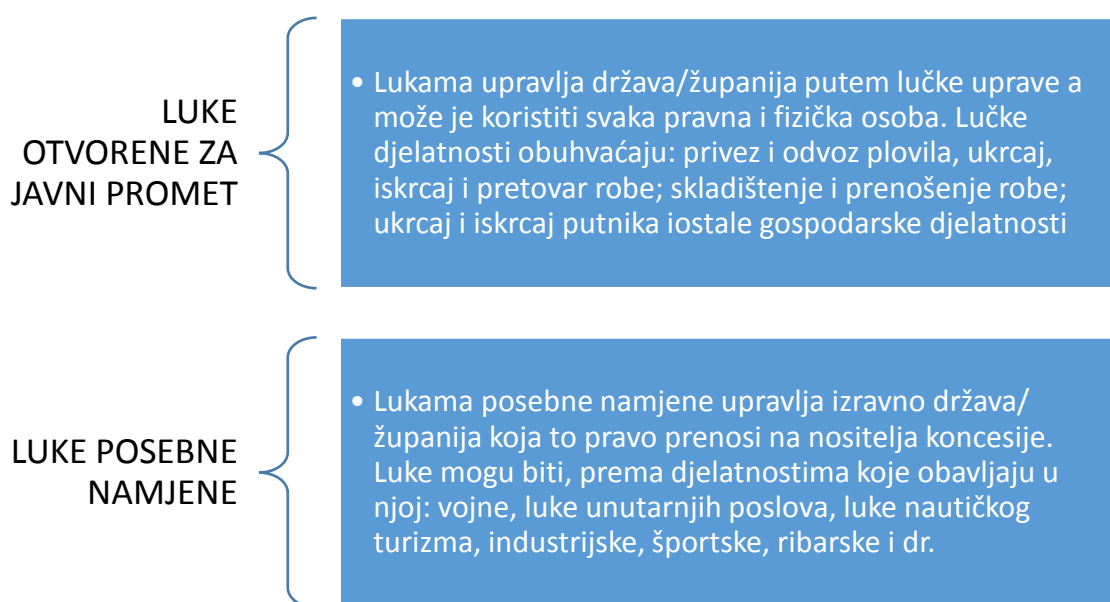 LUKE
OTVORENE ZA
JAVNI PROMET
• Lukama upravlja država/županija putem lučke uprave a
može je koristiti svaka pravna i fizička osoba. Lučke
djelatnosti obuhvaćaju: privez i odvoz plovila, ukrcaj,
iskrcaj i pretovar robe; skladištenje i prenošenje robe;
ukrcaj i iskrcaj putnika iostale gospodarske djelatnosti
LUKE POSEBNE
NAMJENE
• Lukama posebne namjene upravlja izravno država/
županija koja to pravo prenosi na nositelja koncesije.
Luke mogu biti, prema djelatnostima koje obavljaju u
njoj: vojne, luke unutarnjih poslova, luke nautičkog
turizma, industrijske, športske, ribarske i dr.